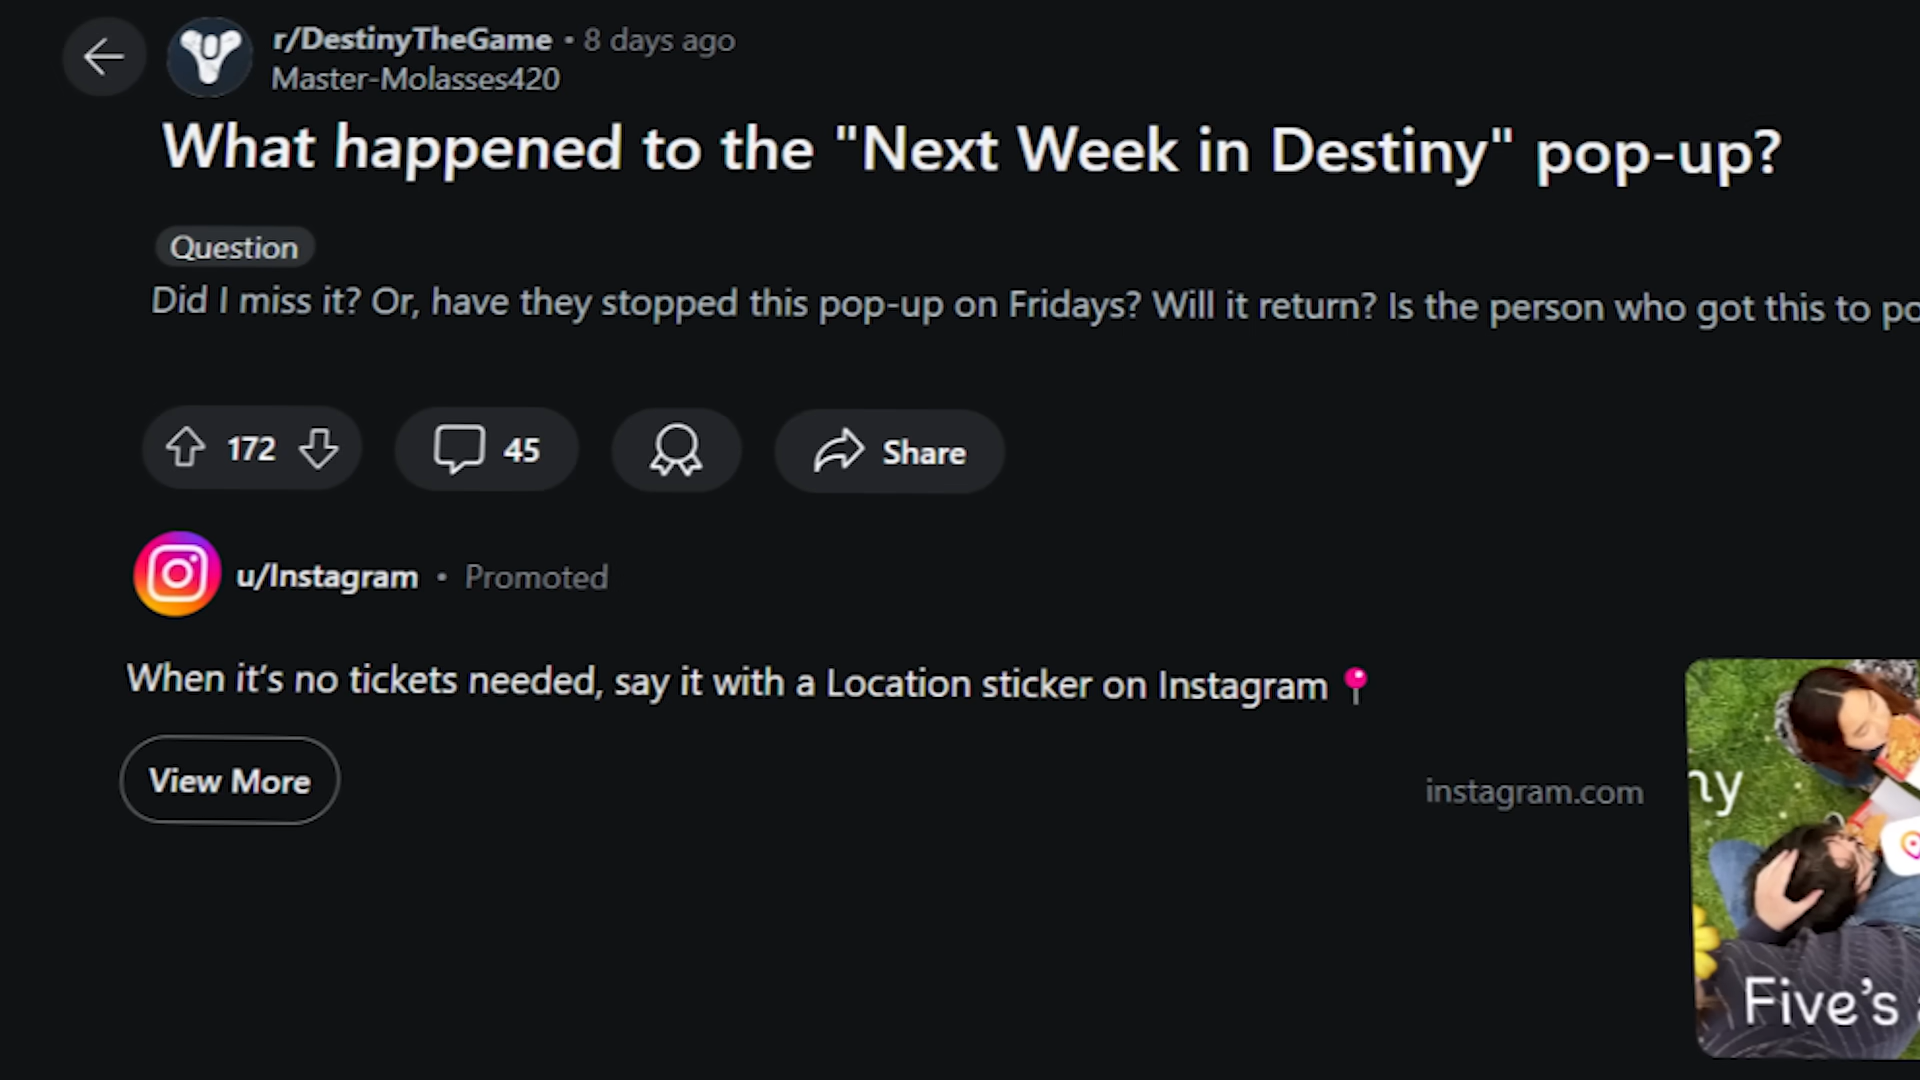 r/DestinyTheGame • 8 days ago
Master-Molasses420
What happened to the "Next Week in Destiny" pop-up?
Question
Did I miss it? Or, have they stopped this pop-up on Fridays? Will it return? Is the person who got this to po
172
45
Share
u/Instagram • Promoted
When it’s no tickets needed, say it with a Location sticker on Instagram
View More
instagram.com
ny
Five’s